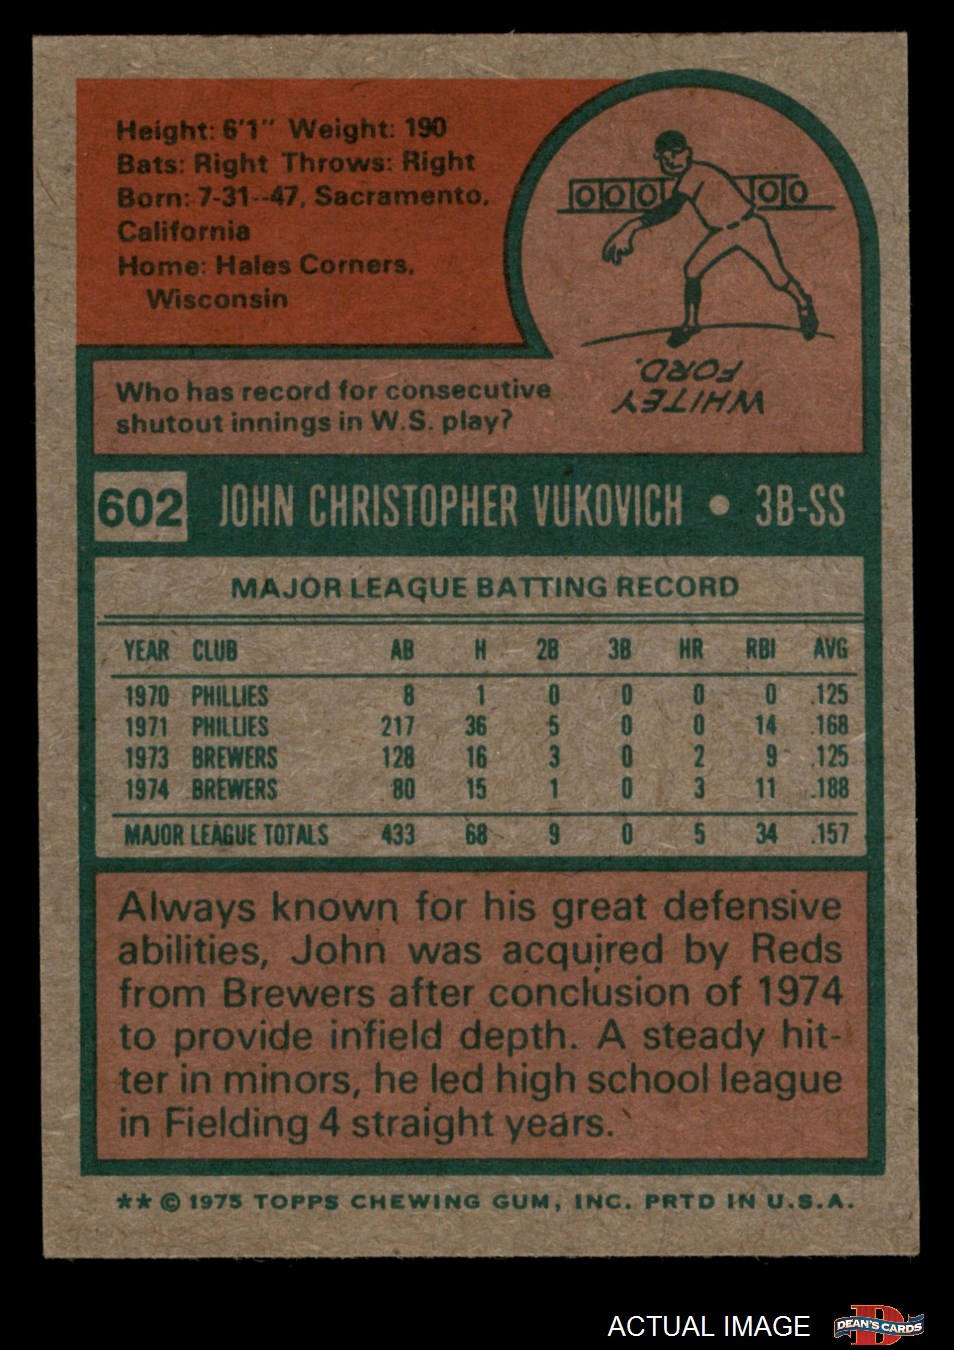 Height: 6'1" Weight: 190
Bats: Right Throws: Right
Born: 7-31--47, Sacramento,
California
Home: Hales Corners,
Wisconsin
000 00
WHITEY
FORD.
Who has record for consecutive
shutout innings in W.S. play?
602 JOHN CHRISTOPHER VUKOVICH • 3B-SS
MAJOR LEAGUE BATTING RECORD
YEAR CLUB AB H 2B 3B HR RBI AVG
1970 PHILLIES 8 1 0 0 0 0 .125
1971 PHILLIES 217 36 5 0 0 14 .168
1973 BREWERS 128 16 3 0 2 9 .125
1974 BREWERS 80 15 1 0 3 11 .188
MAJOR LEAGUE TOTALS 433 68 9 0 5 34 .157
Always known for his great defensive
abilities, John was acquired by Reds
from Brewers after conclusion of 1974
to provide infield depth. A steady hit-
ter in minors, he led high school league
in Fielding 4 straight years.
** © 1975 TOPPS CHEWING GUM, INC. PRTD IN U.S.A.
ACTUAL IMAGE
D
DEAN'S CARDS